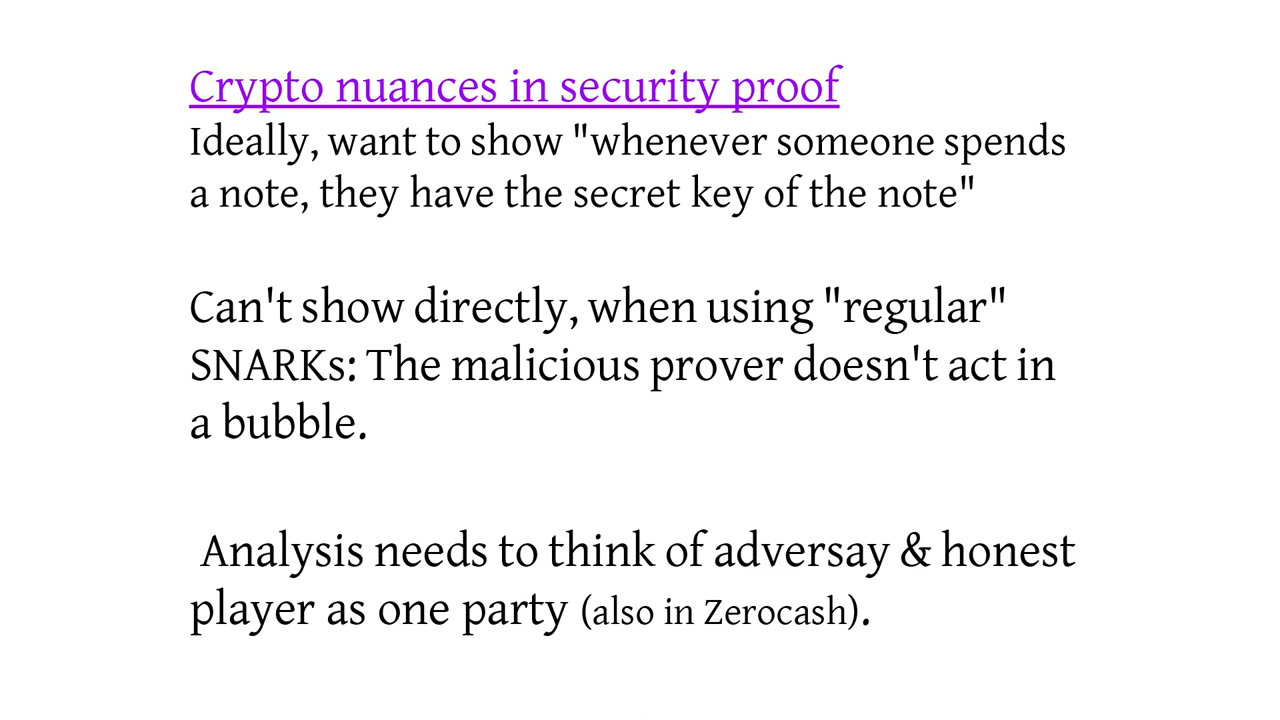 Crypto nuances in security proof
Ideally, want to show "whenever someone spends
a note, they have the secret key of the note"
Can't show directly, when using "regular"
SNARKs: The malicious prover doesn't act in
a bubble.
Analysis needs to think of adversay & honest
player as one party (also in Zerocash).